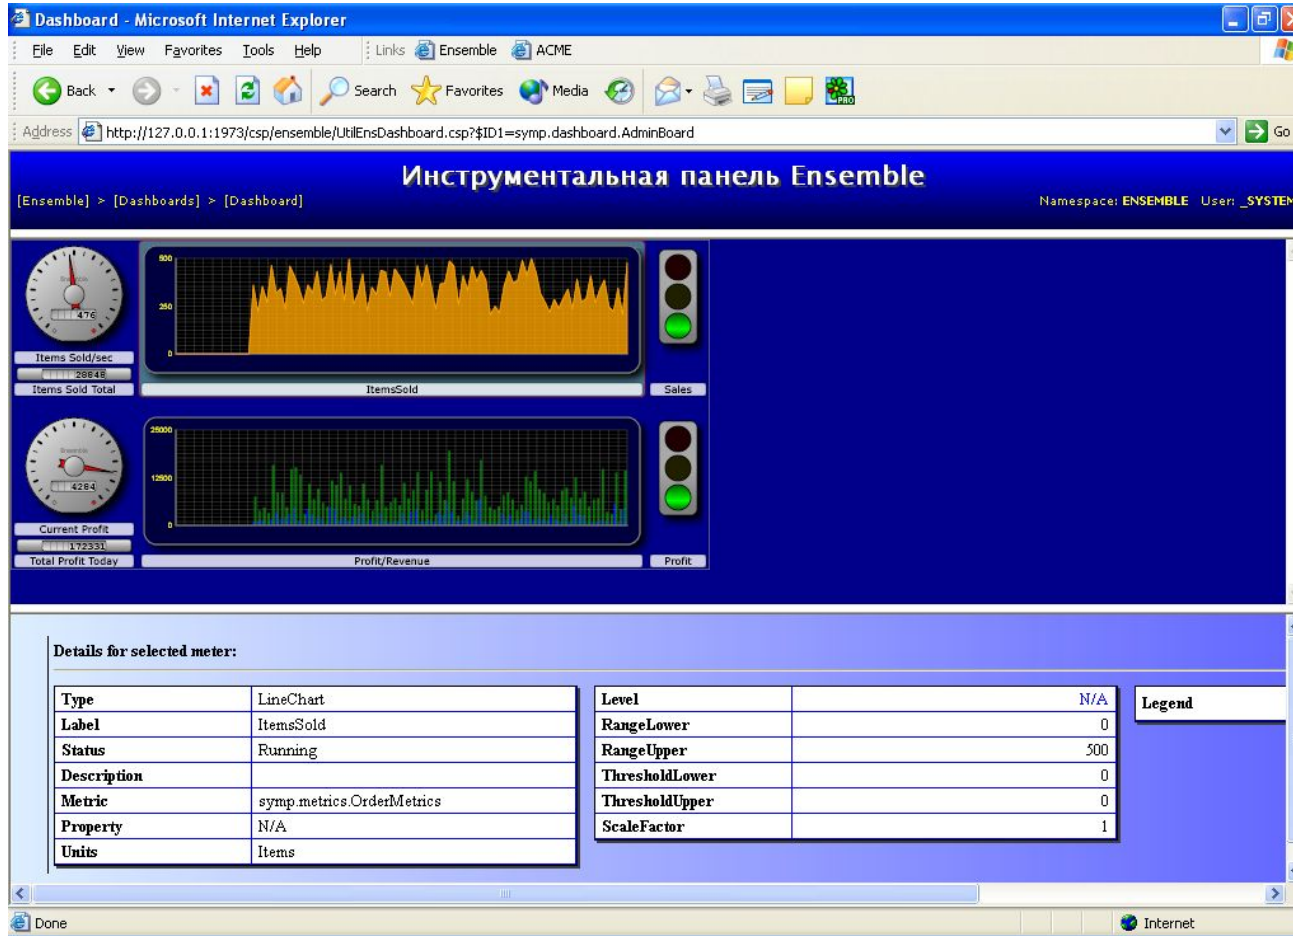 Dashboard - Microsoft Internet Explorer
File Edit View Favorites Tools Help Links Ensemble ACME
Back Search Favorites Media PRO
Address http://127.0.0.1:1973/csp/ensemble/UtilEnsDashboard.csp?$ID1=symp.dashboard.AdminBoard Go
Инструментальная панель Ensemble
[Ensemble] > [Dashboards] > [Dashboard] Namespace: ENSEMBLE User: _SYSTEM
500
250
0
476
Items Sold/sec
28848
Items Sold Total ItemsSold Sales
25000
12500
0
4284
Current Profit
172331
Total Profit Today Profit/Revenue Profit
Details for selected meter:
Type LineChart Level N/A Legend
Label ItemsSold RangeLower 0
Status Running RangeUpper 500
Description ThresholdLower 0
Metric symp.metrics.OrderMetrics ThresholdUpper 0
Property N/A ScaleFactor 1
Units Items
Done Internet